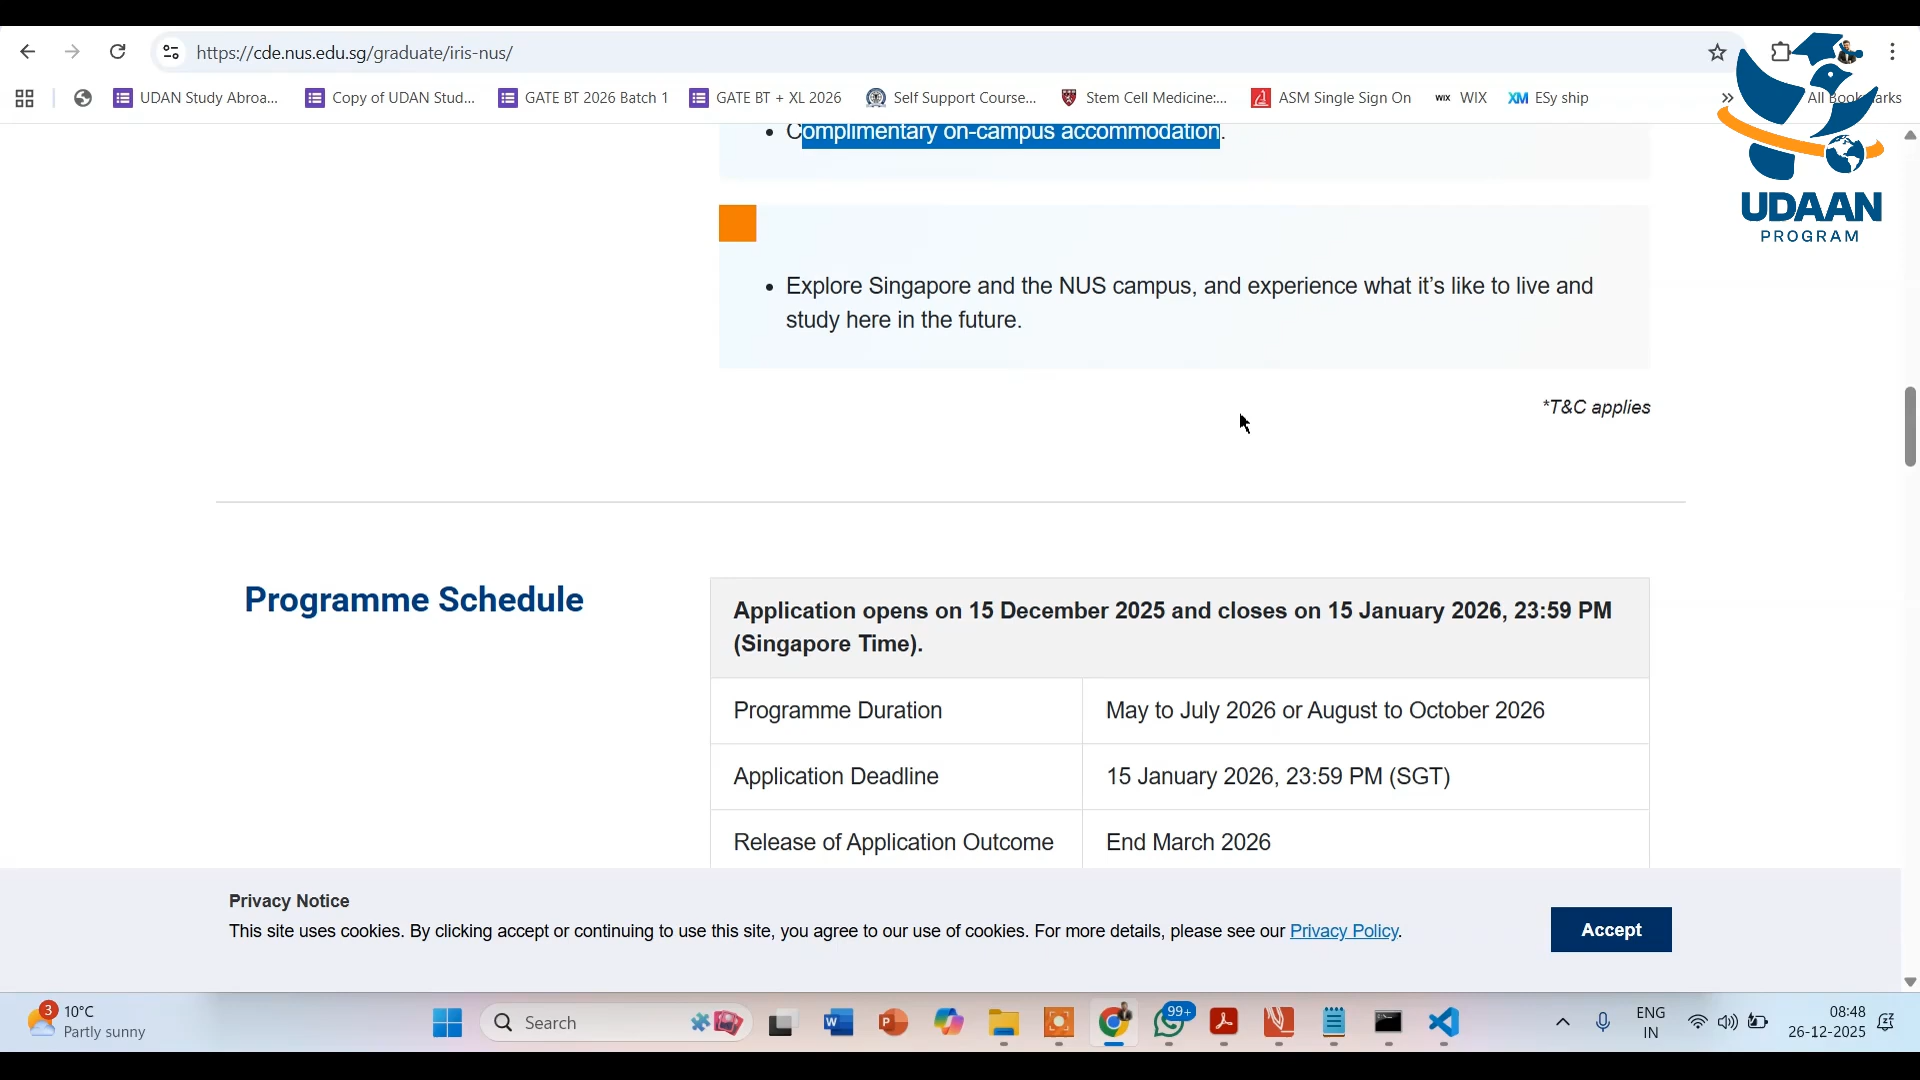 https://cde.nus.edu.sg/graduate/iris-nus/
UDAN Study Abroa...
Copy of UDAN Stud...
GATE BT 2026 Batch 1
GATE BT + XL 2026
Self Support Course...
Stem Cell Medicine:...
ASM Single Sign On
WIX WIX
XM ESy ship
»
UDAAN
PROGRAM
• Complimentary on-campus accommodation.
• Explore Singapore and the NUS campus, and experience what it’s like to live and
study here in the future.
*T&C applies
Programme Schedule
Application opens on 15 December 2025 and closes on 15 January 2026, 23:59 PM
(Singapore Time).
Programme Duration
May to July 2026 or August to October 2026
Application Deadline
15 January 2026, 23:59 PM (SGT)
Release of Application Outcome
End March 2026
Privacy Notice
This site uses cookies. By clicking accept or continuing to use this site, you agree to our use of cookies. For more details, please see our Privacy Policy.
Accept
3
10°C
Partly sunny
Search
99+
ENG
IN
08:48
26-12-2025